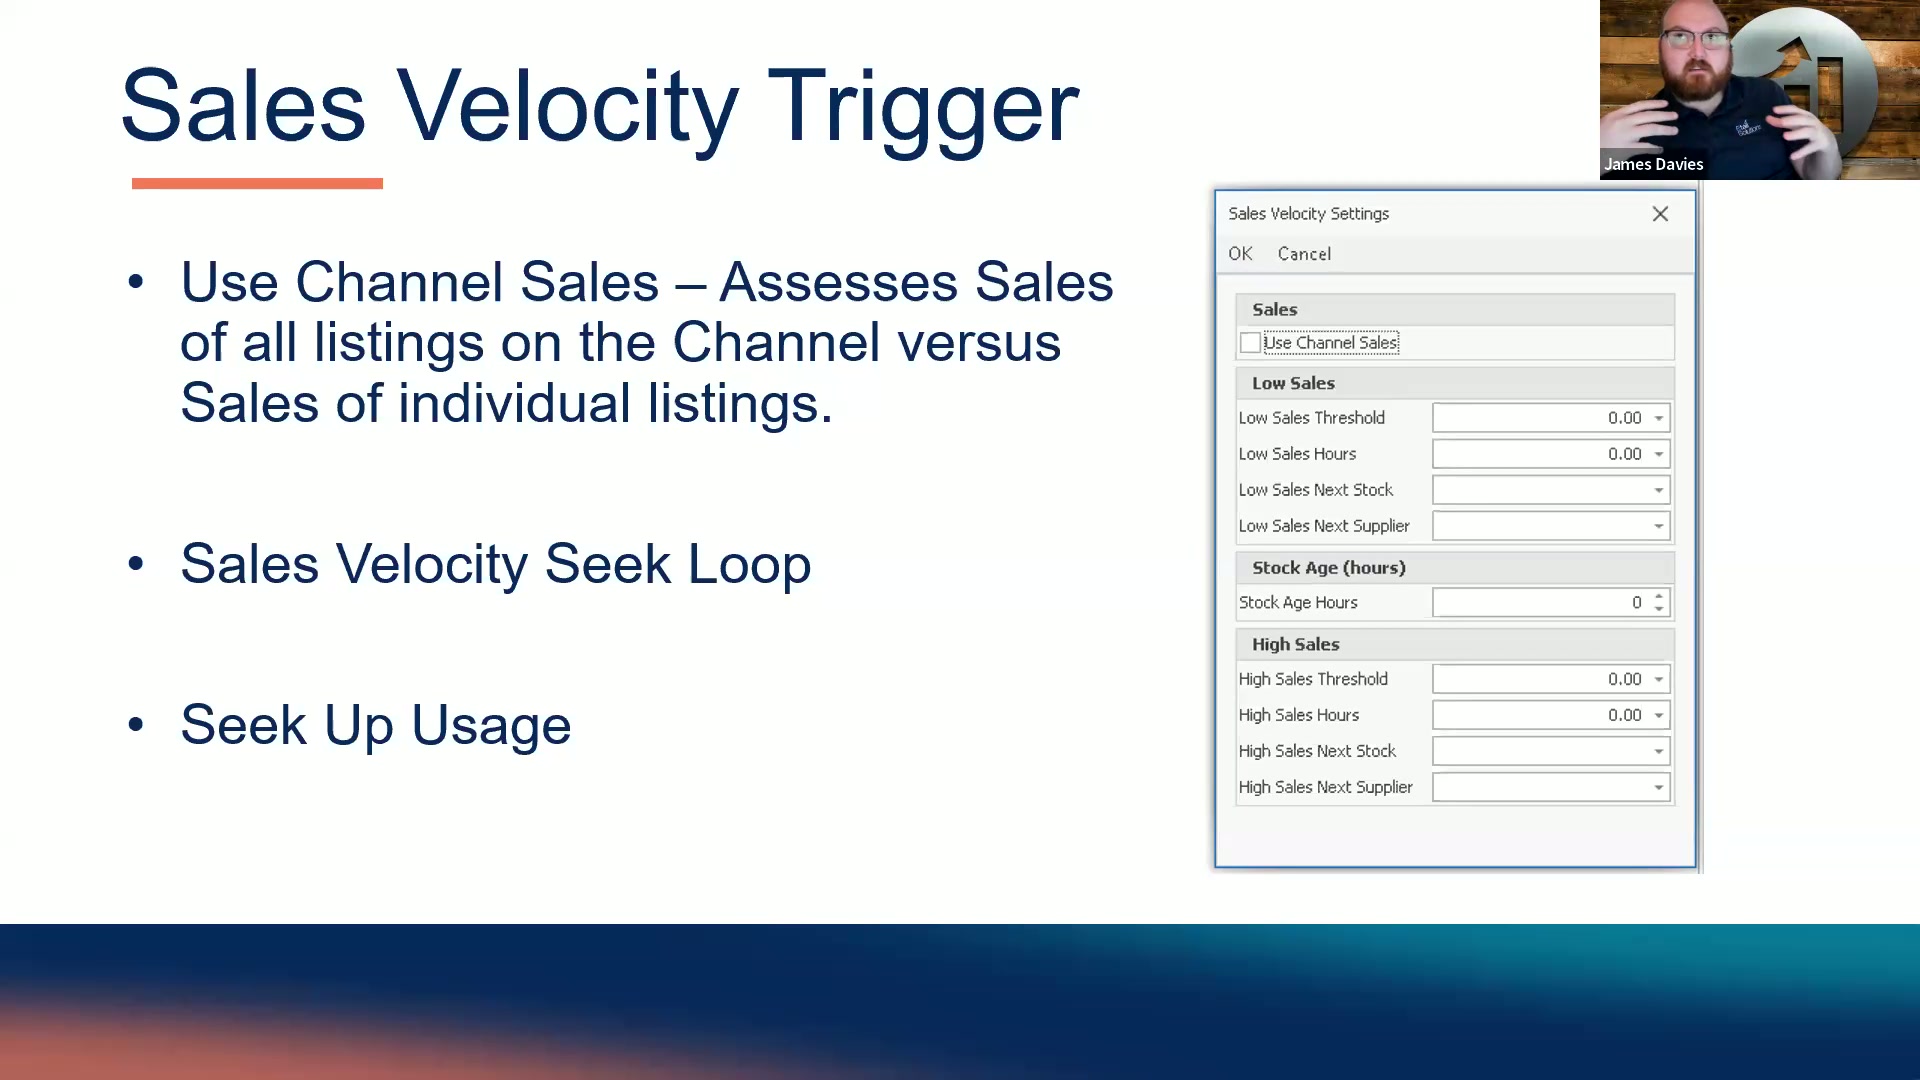 Sales Velocity Trigger
• Use Channel Sales – Assesses Sales
of all listings on the Channel versus
Sales of individual listings.
• Sales Velocity Seek Loop
• Seek Up Usage
James Davies
Sales Velocity Settings
OK Cancel
Sales
Use Channel Sales
Low Sales
Low Sales Threshold 0.00
Low Sales Hours 0.00
Low Sales Next Stock
Low Sales Next Supplier
Stock Age (hours)
Stock Age Hours 0
High Sales
High Sales Threshold 0.00
High Sales Hours 0.00
High Sales Next Stock
High Sales Next Supplier